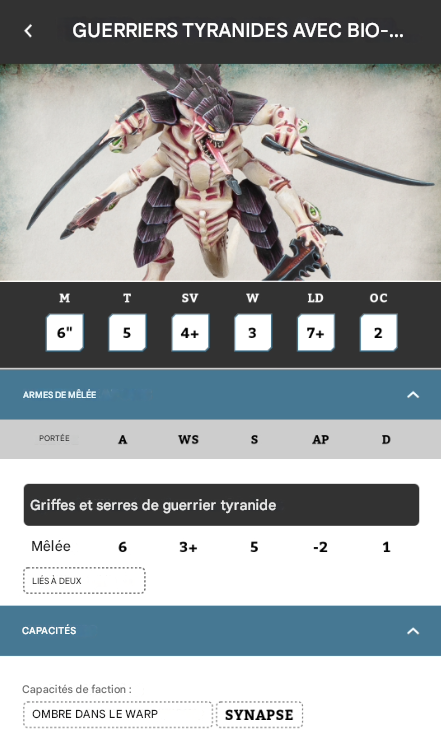 GUERRIERS TYRANIDES AVEC BIO-...
M T SV W LD OC
6" 5 4+ 3 7+ 2
ARMES DE MÊLÉE
PORTÉE A WS S AP D
Griffes et serres de guerrier tyranide
Mêlée 6 3+ 5 -2 1
LIÉS À DEUX
CAPACITÉS
Capacités de faction :
OMBRE DANS LE WARP SYNAPSE